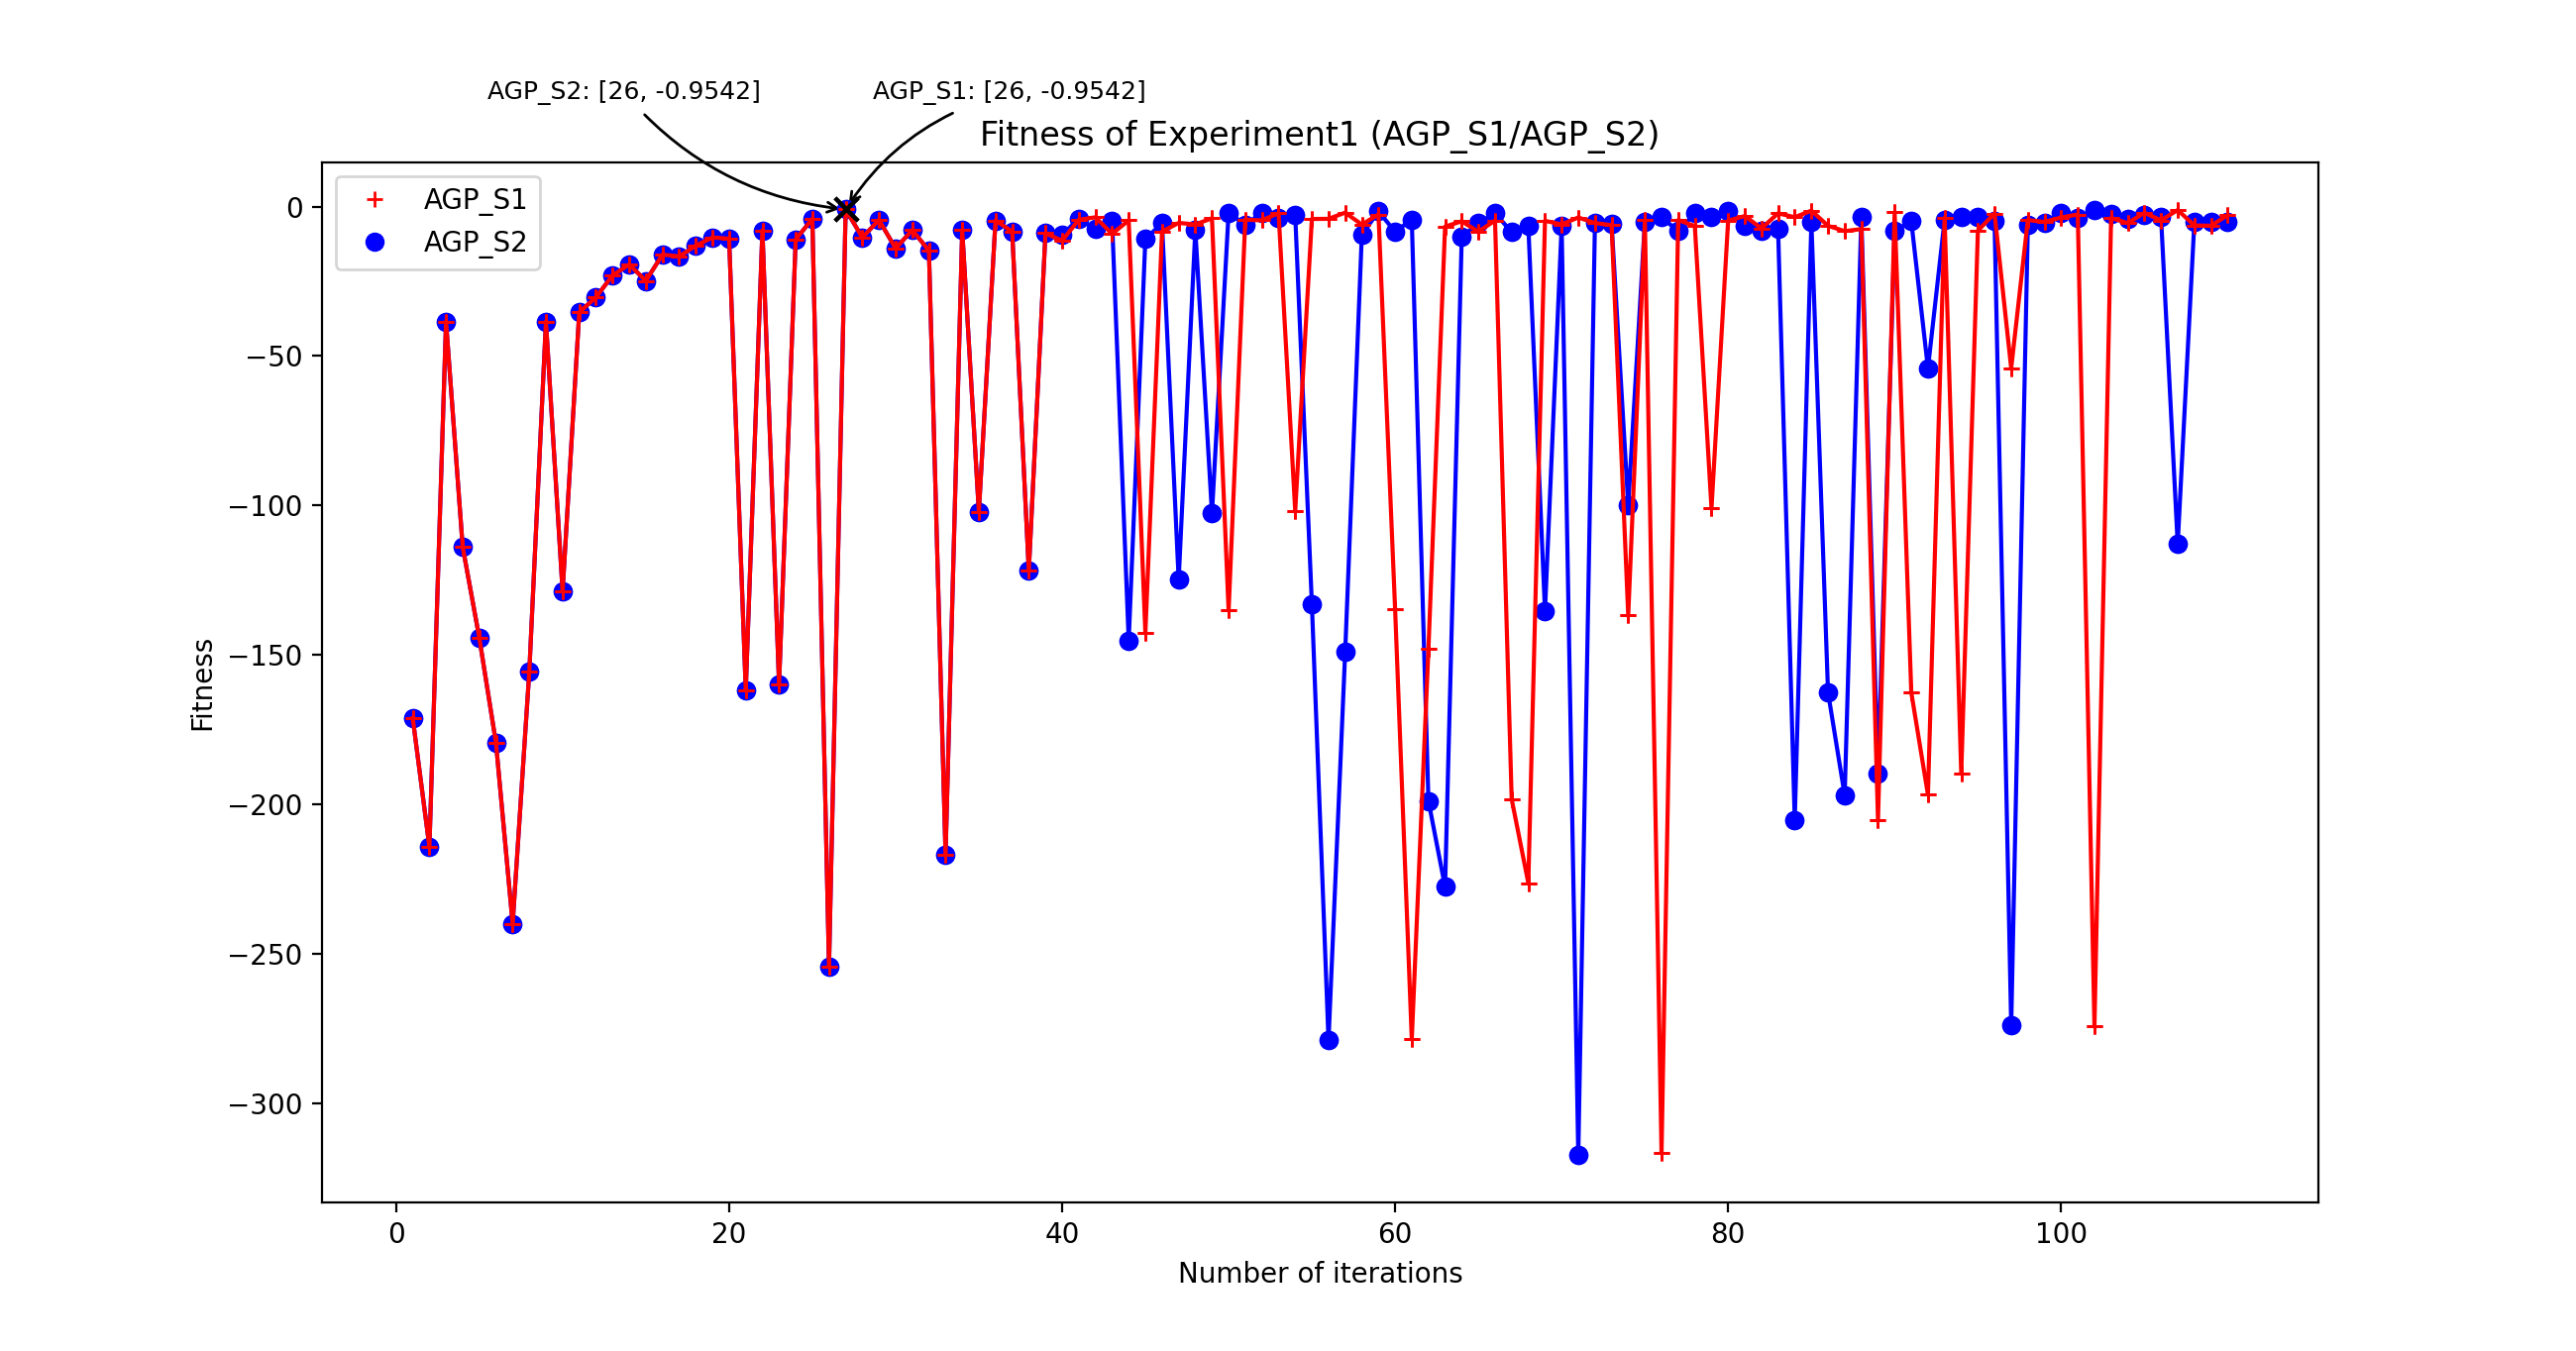 AGP_S2: [26, -0.9542]
AGP_S1: [26, -0.9542]
Fitness of Experiment1 (AGP_S1/AGP_S2)
AGP_S1
AGP_S2
0
−50
−100
−150
−200
−250
−300
Fitness
0
20
40
60
80
100
Number of iterations